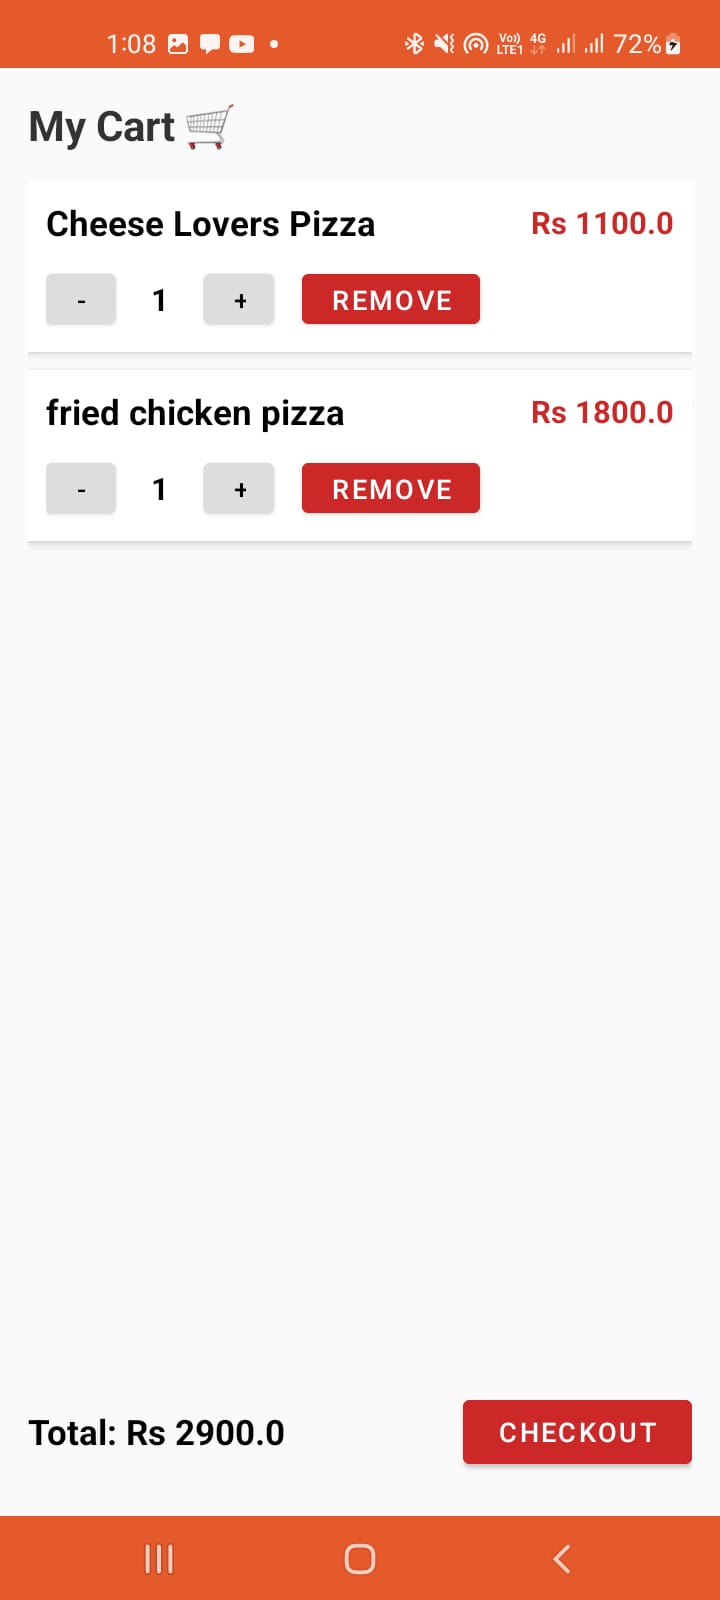 1:08 Vo)) LTE1 4G 72%
My Cart
Cheese Lovers Pizza Rs 1100.0
- 1 + REMOVE
fried chicken pizza Rs 1800.0
- 1 + REMOVE
Total: Rs 2900.0 CHECKOUT